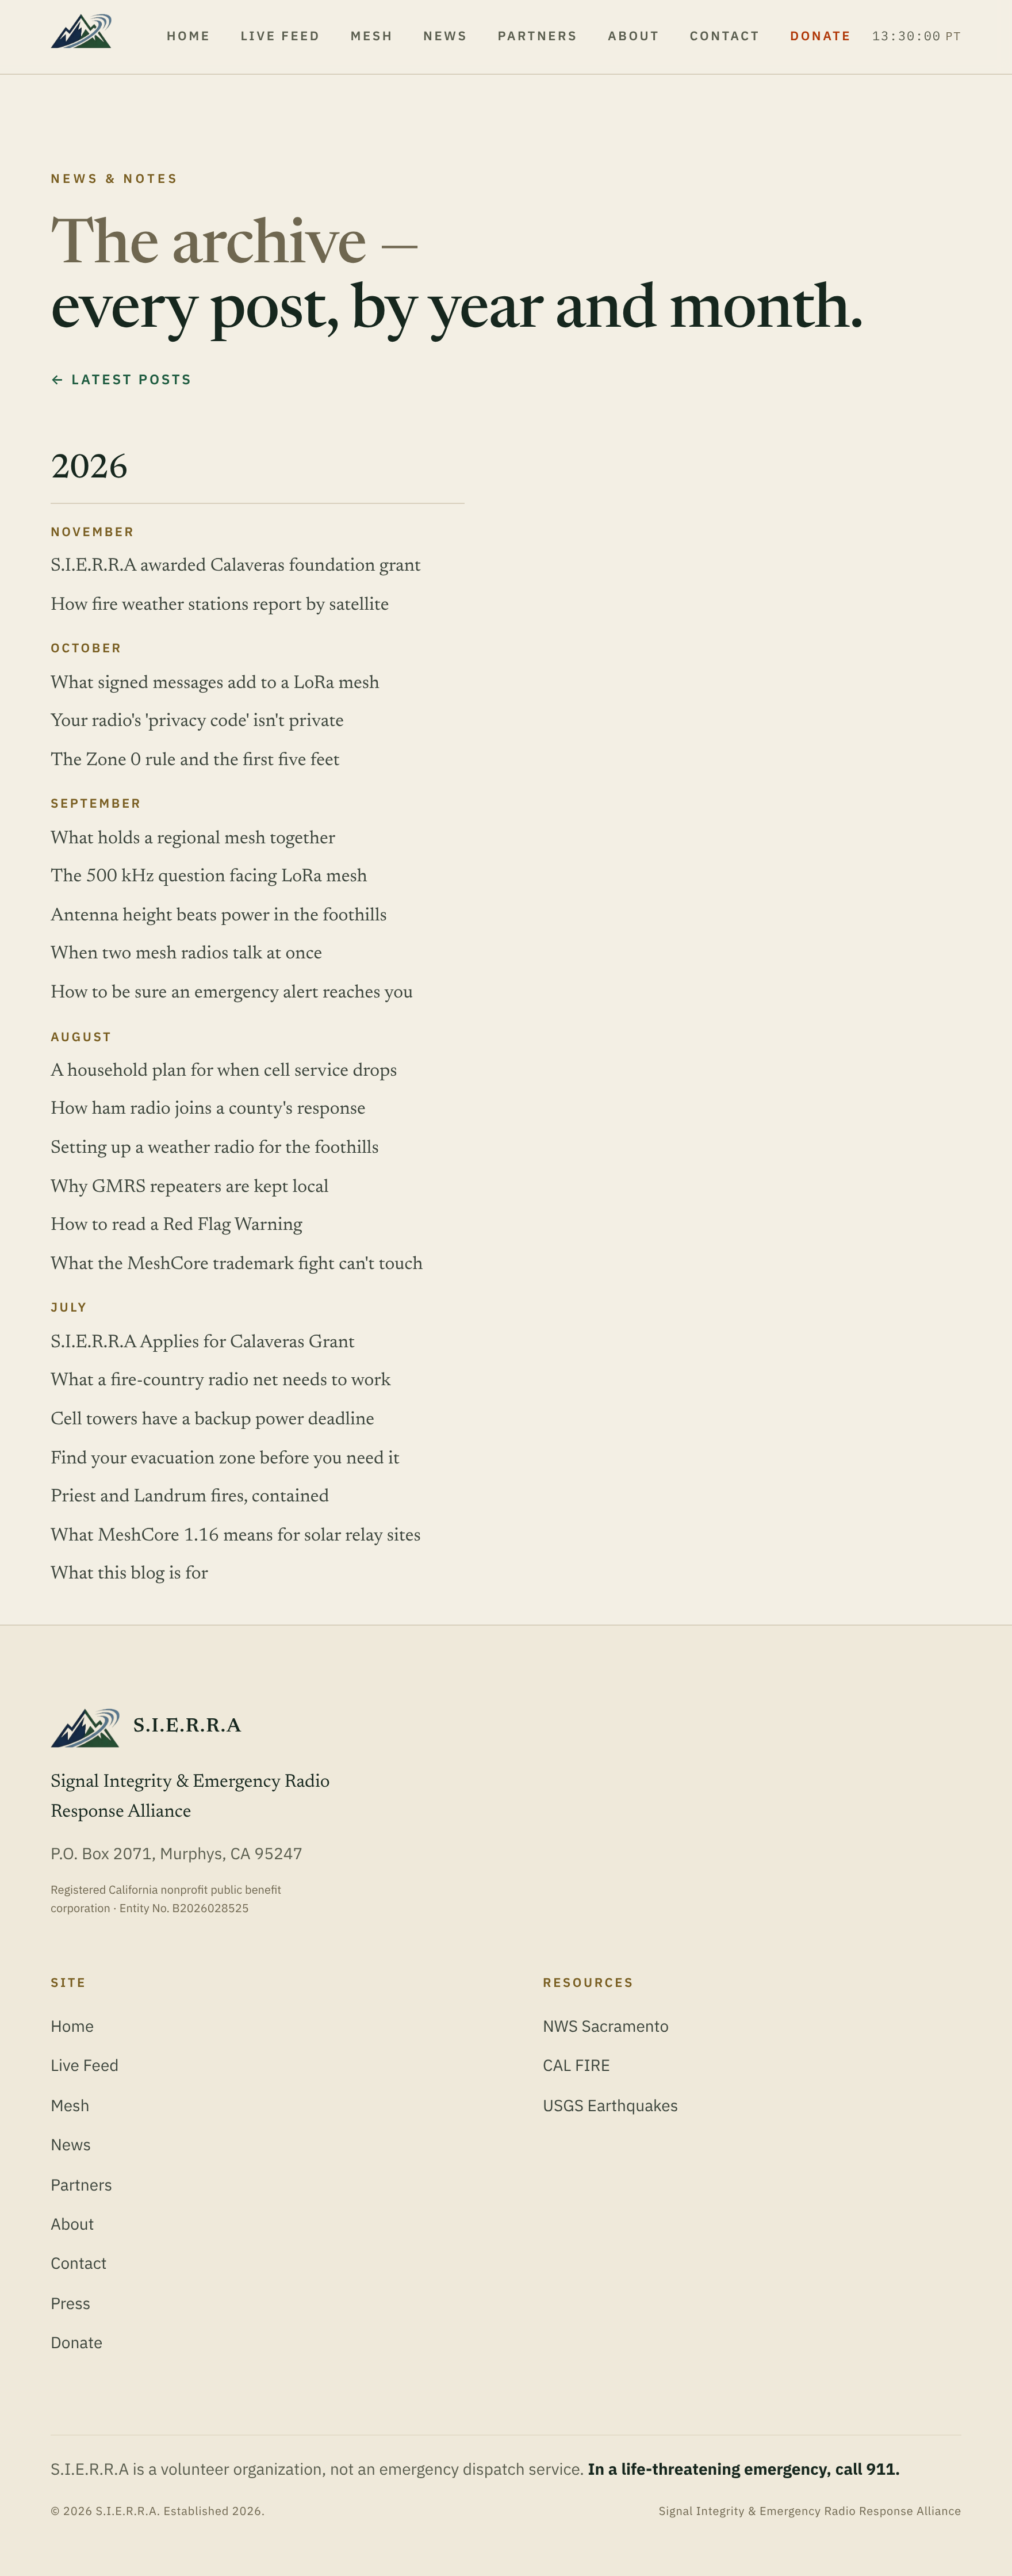 HOME LIVE FEED MESH NEWS PARTNERS ABOUT CONTACT DONATE 13:30:00 PT
NEWS & NOTES
The archive —
every post, by year and month.
← LATEST POSTS
2026
NOVEMBER
S.I.E.R.R.A awarded Calaveras foundation grant
How fire weather stations report by satellite
OCTOBER
What signed messages add to a LoRa mesh
Your radio's 'privacy code' isn't private
The Zone 0 rule and the first five feet
SEPTEMBER
What holds a regional mesh together
The 500 kHz question facing LoRa mesh
Antenna height beats power in the foothills
When two mesh radios talk at once
How to be sure an emergency alert reaches you
AUGUST
A household plan for when cell service drops
How ham radio joins a county's response
Setting up a weather radio for the foothills
Why GMRS repeaters are kept local
How to read a Red Flag Warning
What the MeshCore trademark fight can't touch
JULY
S.I.E.R.R.A Applies for Calaveras Grant
What a fire-country radio net needs to work
Cell towers have a backup power deadline
Find your evacuation zone before you need it
Priest and Landrum fires, contained
What MeshCore 1.16 means for solar relay sites
What this blog is for
S.I.E.R.R.A
Signal Integrity & Emergency Radio
Response Alliance
P.O. Box 2071, Murphys, CA 95247
Registered California nonprofit public benefit
corporation · Entity No. B2026028525
SITE
Home
Live Feed
Mesh
News
Partners
About
Contact
Press
Donate
RESOURCES
NWS Sacramento
CAL FIRE
USGS Earthquakes
S.I.E.R.R.A is a volunteer organization, not an emergency dispatch service. In a life-threatening emergency, call 911.
© 2026 S.I.E.R.R.A. Established 2026.
Signal Integrity & Emergency Radio Response Alliance